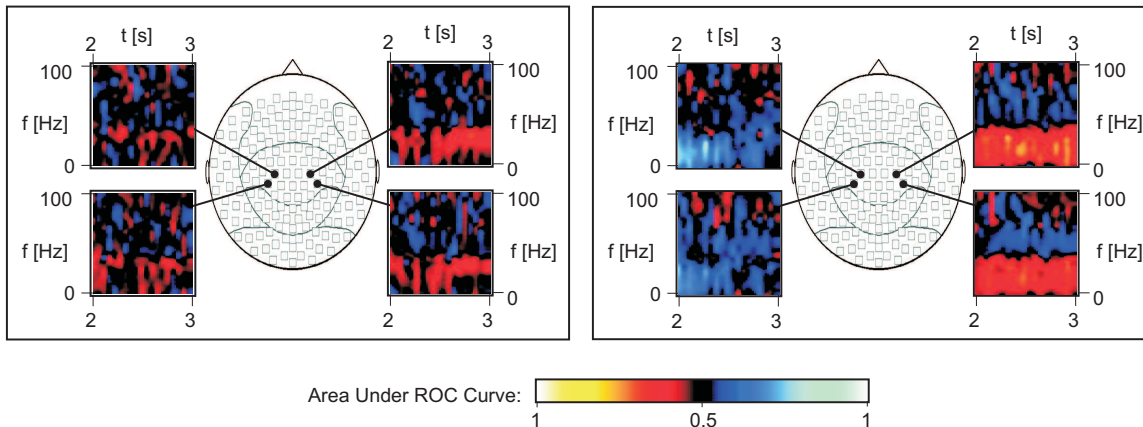 2 t [s] 3
2 t [s] 3
2 t [s] 3
2 t [s] 3
100 100 100 100
f [Hz] f [Hz] f [Hz] f [Hz]
0 0 0 0
100 100 100 100
f [Hz] f [Hz] f [Hz] f [Hz]
0 0 0 0
2 3 2 3 2 3 2 3
Area Under ROC Curve:
1 0.5 1